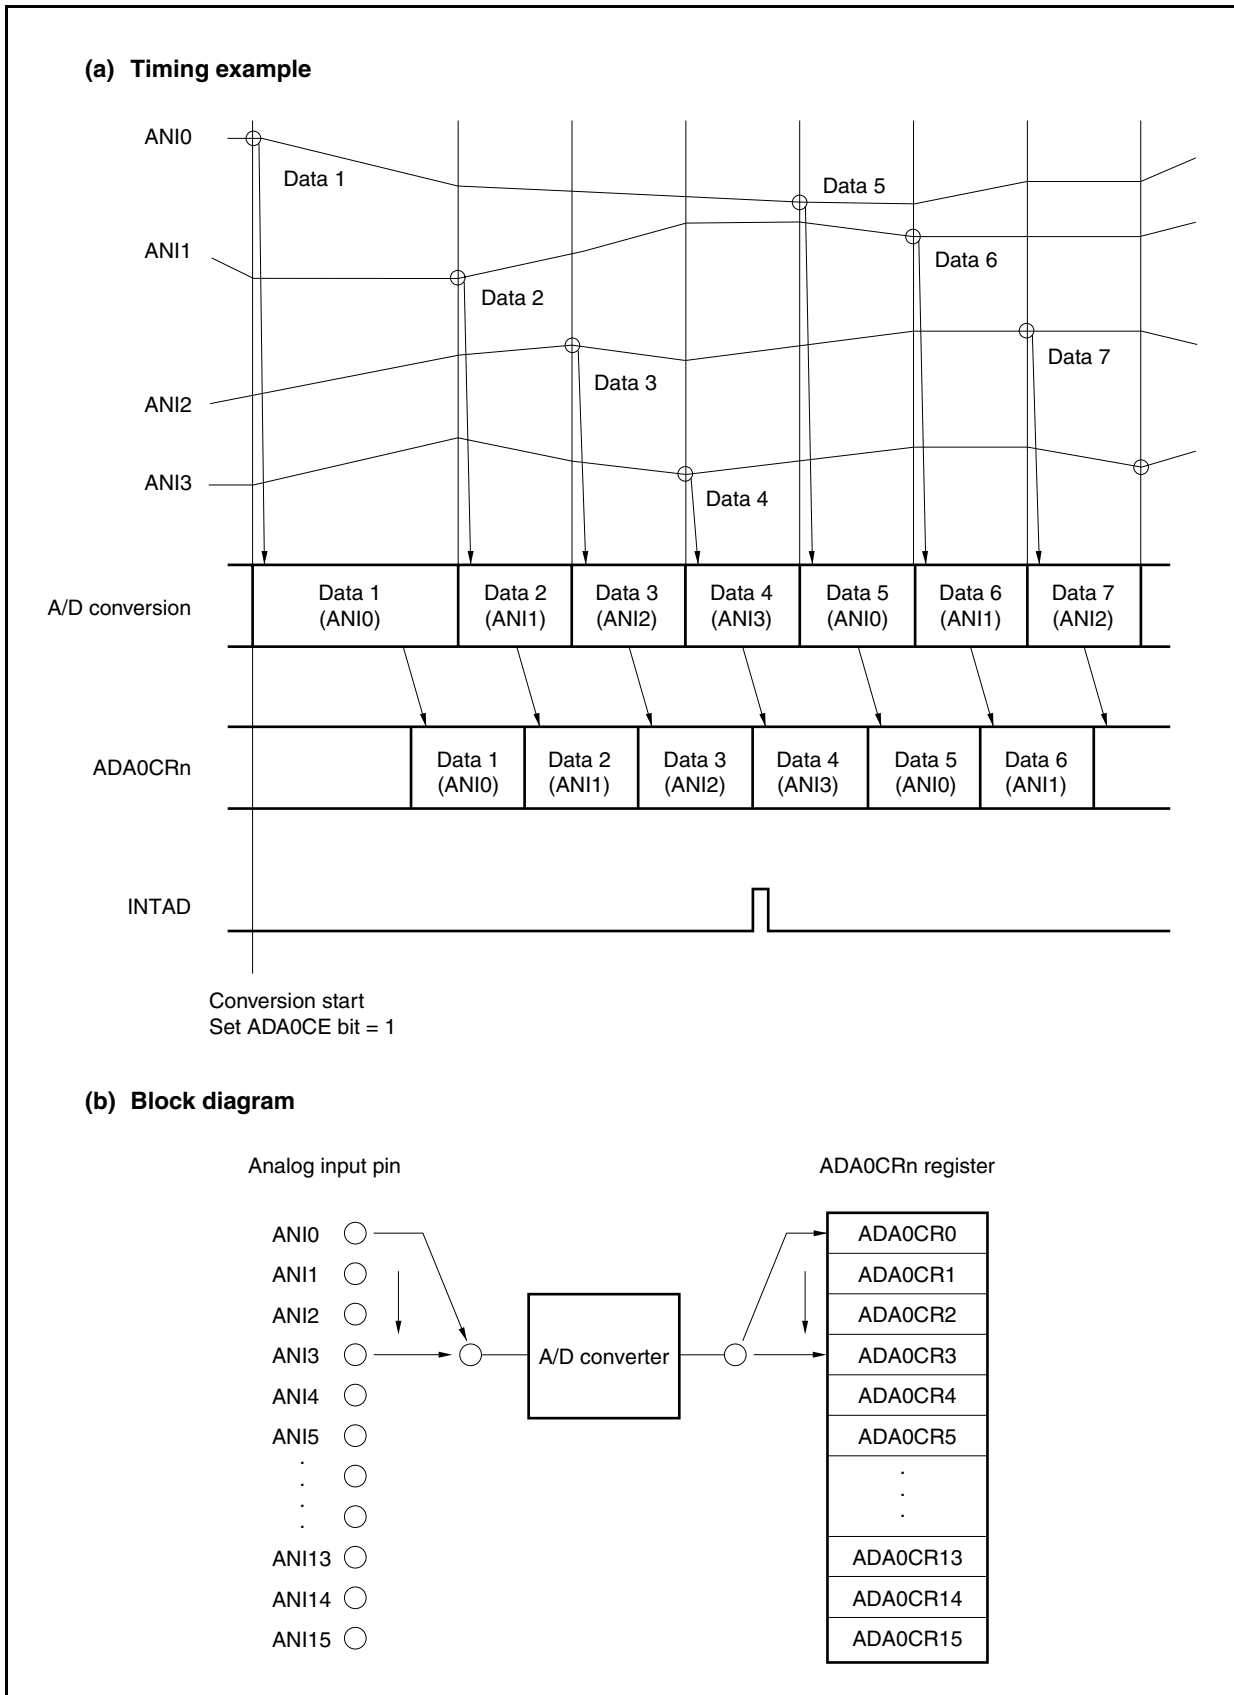 (a) Timing example
ANI0
Data 1
Data 5
ANI1
Data 6
Data 2
Data 7
Data 3
ANI2
ANI3
Data 4
A/D conversion
Data 1
(ANI0)
Data 2
(ANI1)
Data 3
(ANI2)
Data 4
(ANI3)
Data 5
(ANI0)
Data 6
(ANI1)
Data 7
(ANI2)
ADA0CRn
Data 1
(ANI0)
Data 2
(ANI1)
Data 3
(ANI2)
Data 4
(ANI3)
Data 5
(ANI0)
Data 6
(ANI1)
INTAD
Conversion start
Set ADA0CE bit = 1
(b) Block diagram
Analog input pin
ADA0CRn register
ANI0
ANI1
ANI2
ANI3
ANI4
ANI5
.
.
.
.
ANI13
ANI14
ANI15
A/D converter
ADA0CR0
ADA0CR1
ADA0CR2
ADA0CR3
ADA0CR4
ADA0CR5
.
.
.
ADA0CR13
ADA0CR14
ADA0CR15